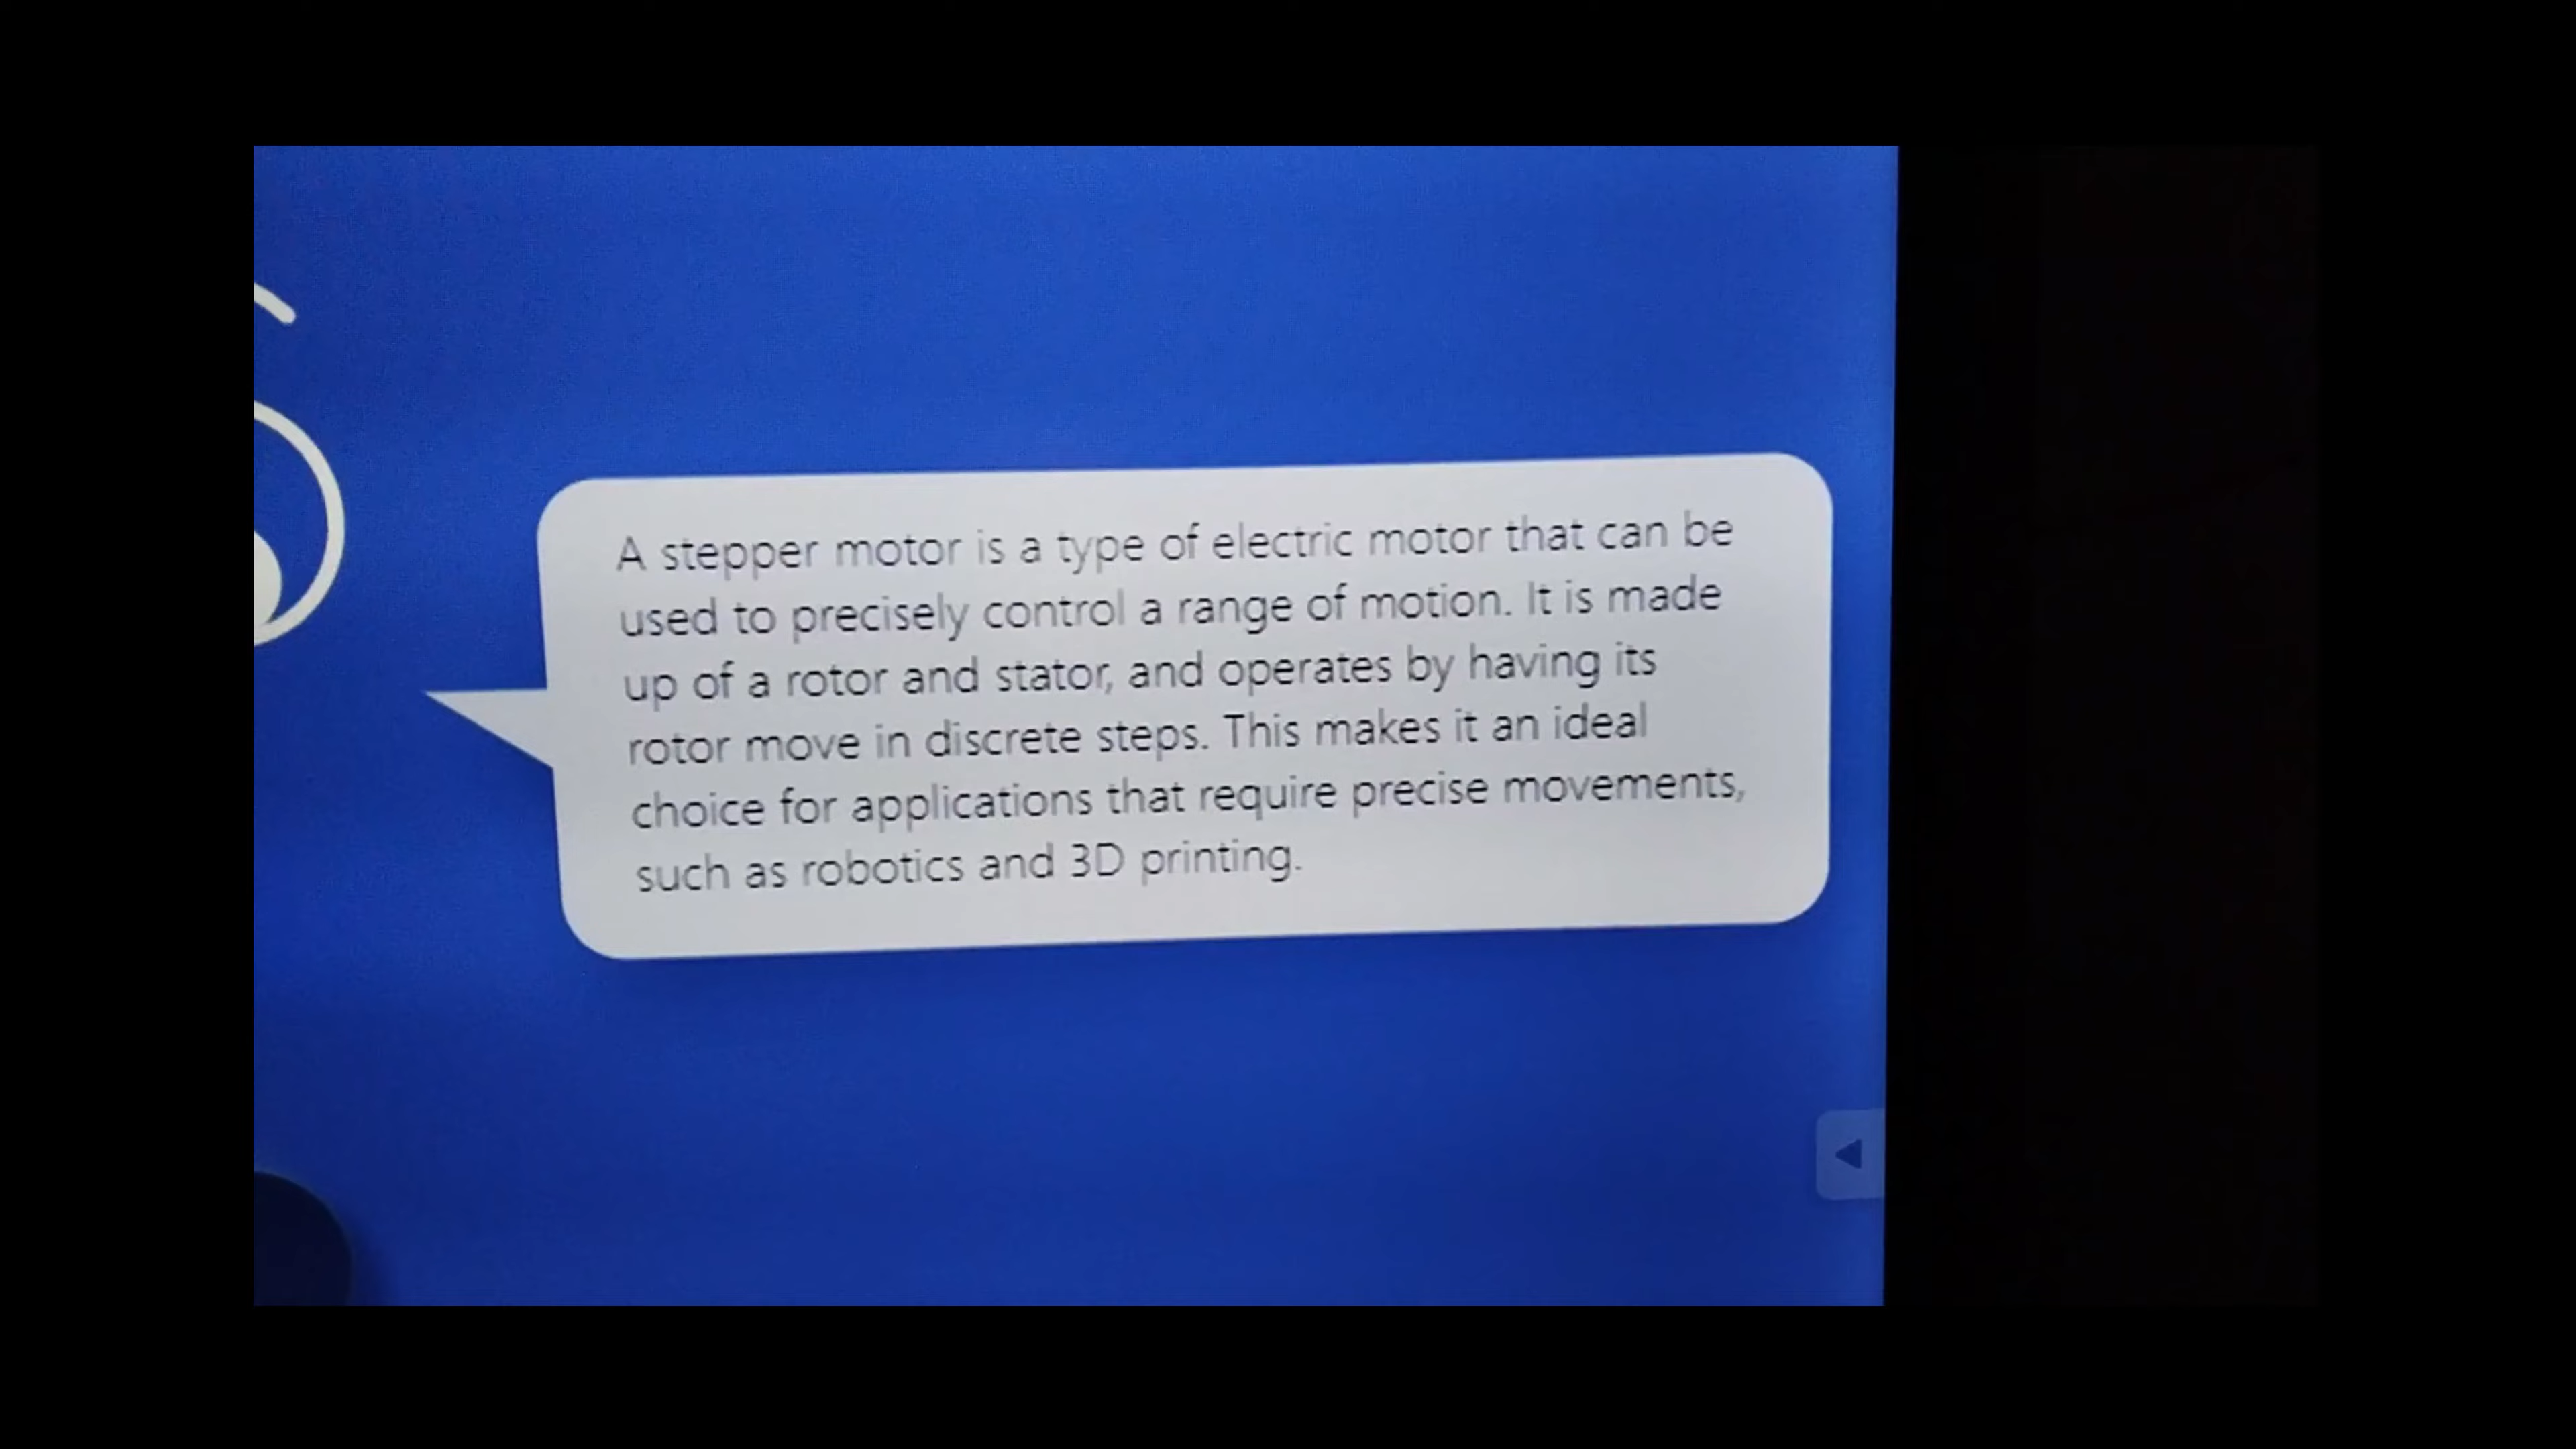 A stepper motor is a type of electric motor that can be
used to precisely control a range of motion. It is made
up of a rotor and stator, and operates by having its
rotor move in discrete steps. This makes it an ideal
choice for applications that require precise movements,
such as robotics and 3D printing.